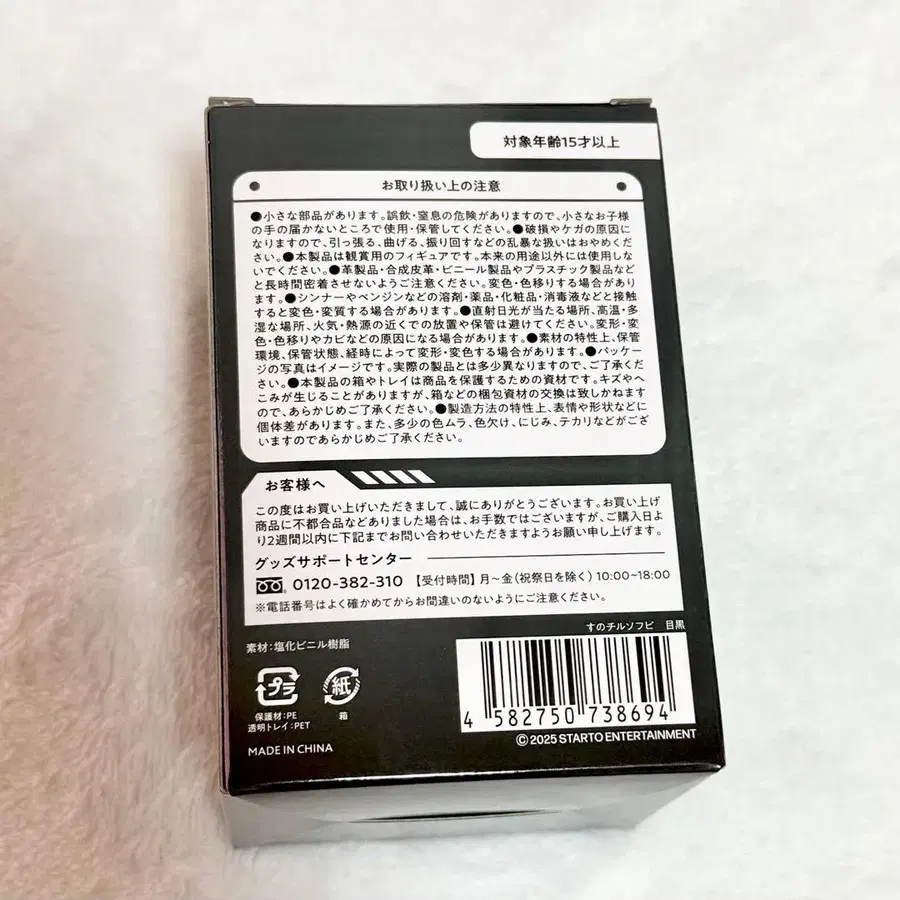 対象年齢15才以上
お取り扱い上の注意
●小さな部品があります。誤飲・窒息の危険がありますので、小さなお子様
の手の届かないところで使用・保管してください。●破損やケガの原因に
なりますので、引っ張る、曲げる、振り回すなどの乱暴な扱いはおやめくだ
さい。●本製品は観賞用のフィギュアです。本来の用途以外には使用しな
いでください。●革製品・合成皮革・ビニール製品やプラスチック製品など
と長時間密着させないようご注意ください。変色・色移りする場合があり
ます。●シンナーやベンジンなどの溶剤・薬品・化粧品・消毒液などと接触
すると変色・変質する場合があります。●直射日光が当たる場所、高温・多
湿な場所、火気・熱源の近くでの放置や保管は避けてください。変形・変
色・色移りやカビなどの原因になる場合があります。●素材の特性上、保管
環境、保管状態、経時によって変形・変色する場合があります。●パッケー
ジの写真はイメージです。実際の製品とは多少異なりますので、ご了承くだ
さい。●本製品の箱やトレイは商品を保護するための資材です。キズやへ
こみが生じることがありますが、箱などの梱包資材の交換は致しかねます
ので、あらかじめご了承ください。●製造方法の特性上、表情や形状などに
個体差があります。また、多少の色ムラ、色欠け、にじみ、テカリなどがござ
いますのであらかじめご了承ください。
お客様へ
この度はお買い上げいただきまして、誠にありがとうございます。お買い上げ
商品に不都合品などありました場合は、お手数ではございますが、ご購入日よ
り2週間以内に下記までお問い合わせいただきますようお願い申し上げます。
グッズサポートセンター
0120-382-310 【受付時間】月～金(祝祭日を除く)10:00~18:00
※電話番号はよく確かめてからお間違いのないようにご注意ください。
すのチルソフビ 目黒
素材:塩化ビニル樹脂
プラ
紙
保護材:PE
透明トレイ:PET
箱
4 582750 738694
MADE IN CHINA
©2025 STARTO ENTERTAINMENT